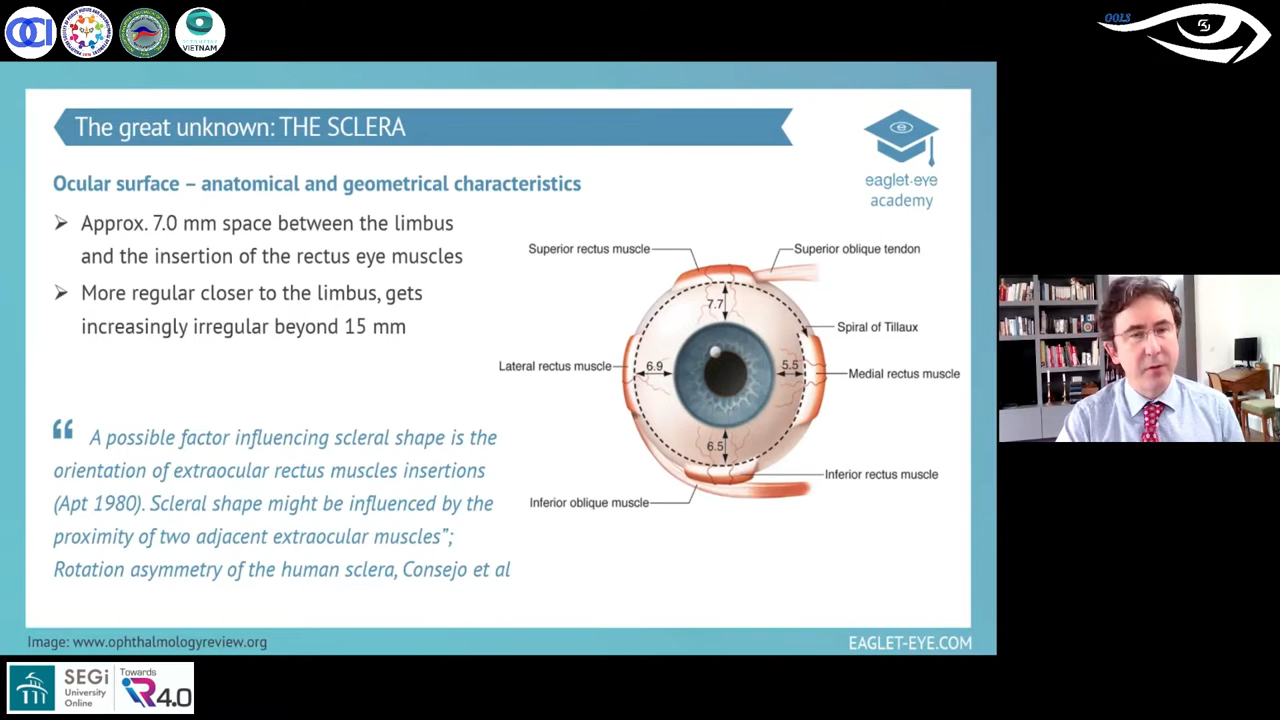 OCI
VIETNAM
OOLS
The great unknown: THE SCLERA
eaglet·eye
academy
Ocular surface – anatomical and geometrical characteristics
Approx. 7.0 mm space between the limbus
and the insertion of the rectus eye muscles
More regular closer to the limbus, gets
increasingly irregular beyond 15 mm
Superior rectus muscle
Superior oblique tendon
7.7
Spiral of Tillaux
Lateral rectus muscle
6.9
5.5
Medial rectus muscle
6.5
Inferior rectus muscle
Inferior oblique muscle
“ A possible factor influencing scleral shape is the
orientation of extraocular rectus muscles insertions
(Apt 1980). Scleral shape might be influenced by the
proximity of two adjacent extraocular muscles”;
Rotation asymmetry of the human sclera, Consejo et al
Image: www.ophthalmologyreview.org
EAGLET-EYE.COM
SEGi
University
Online
Towards
iR4.0